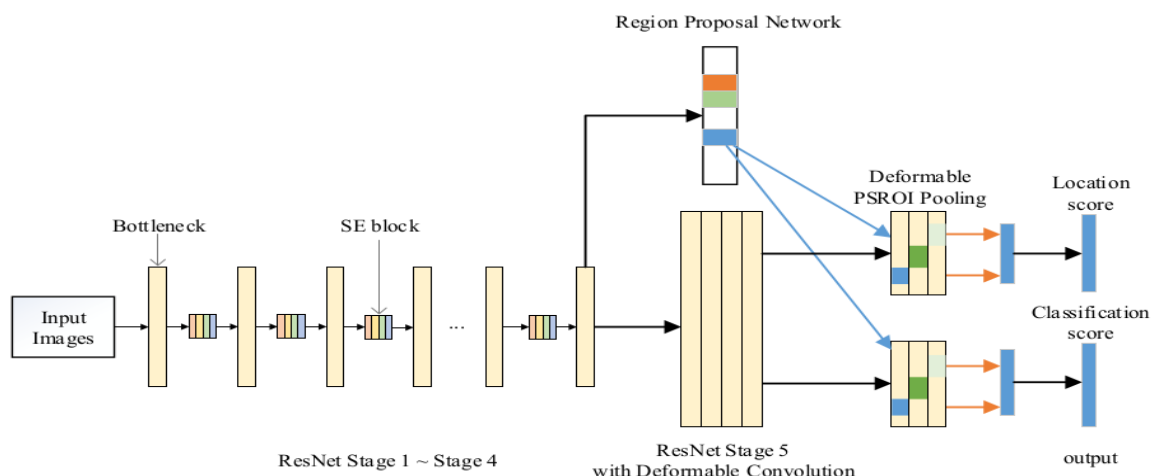 Region Proposal Network
Deformable
PSROI Pooling
Location
score
Bottleneck
SE block
Input
Images
...
Classification
score
ResNet Stage 1 ~ Stage 4
ResNet Stage 5
with Deformable Convolution
output